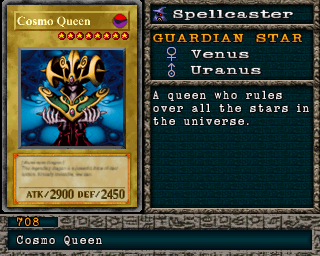 Cosmo Queen
ATK/2900 DEF/2450
Spellcaster
GUARDIAN STAR
♀ Venus
⛢ Uranus
A queen who rules
over all the stars in
the universe.
708
Cosmo Queen